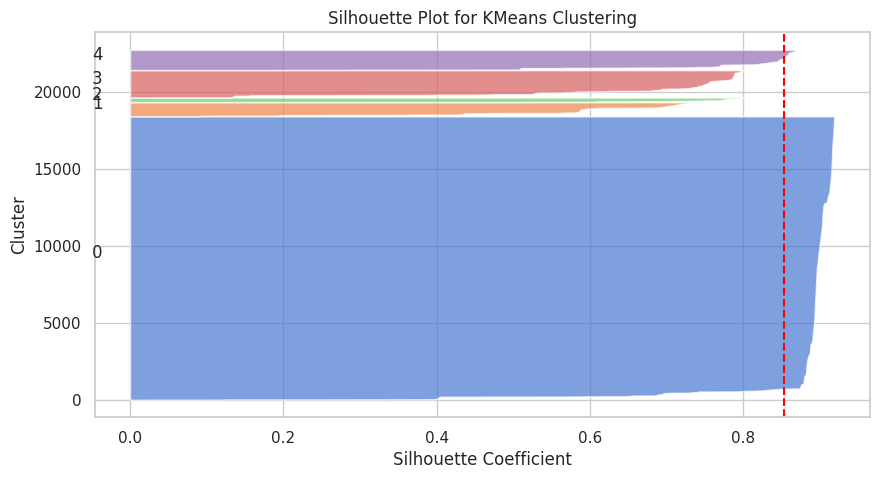 Silhouette Plot for KMeans Clustering
4
3
2
1
0
20000
15000
10000
5000
0
Cluster
0.0 0.2 0.4 0.6 0.8
Silhouette Coefficient